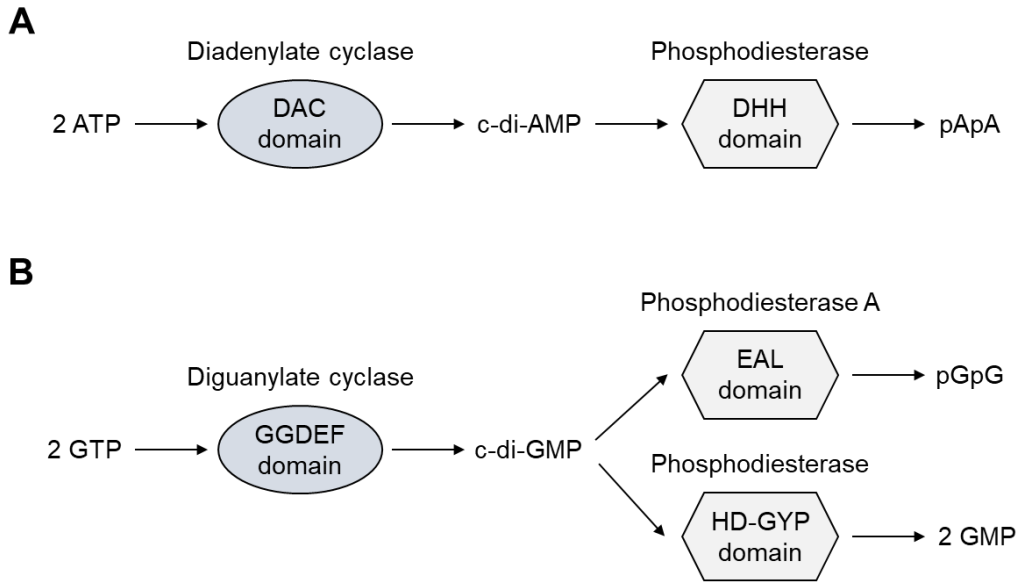 A
Diadenylate cyclase
Phosphodiesterase
2 ATP
DAC
domain
c-di-AMP
DHH
domain
pApA
B
Phosphodiesterase A
EAL
domain
pGpG
Diguanylate cyclase
2 GTP
GGDEF
domain
c-di-GMP
Phosphodiesterase
HD-GYP
domain
2 GMP